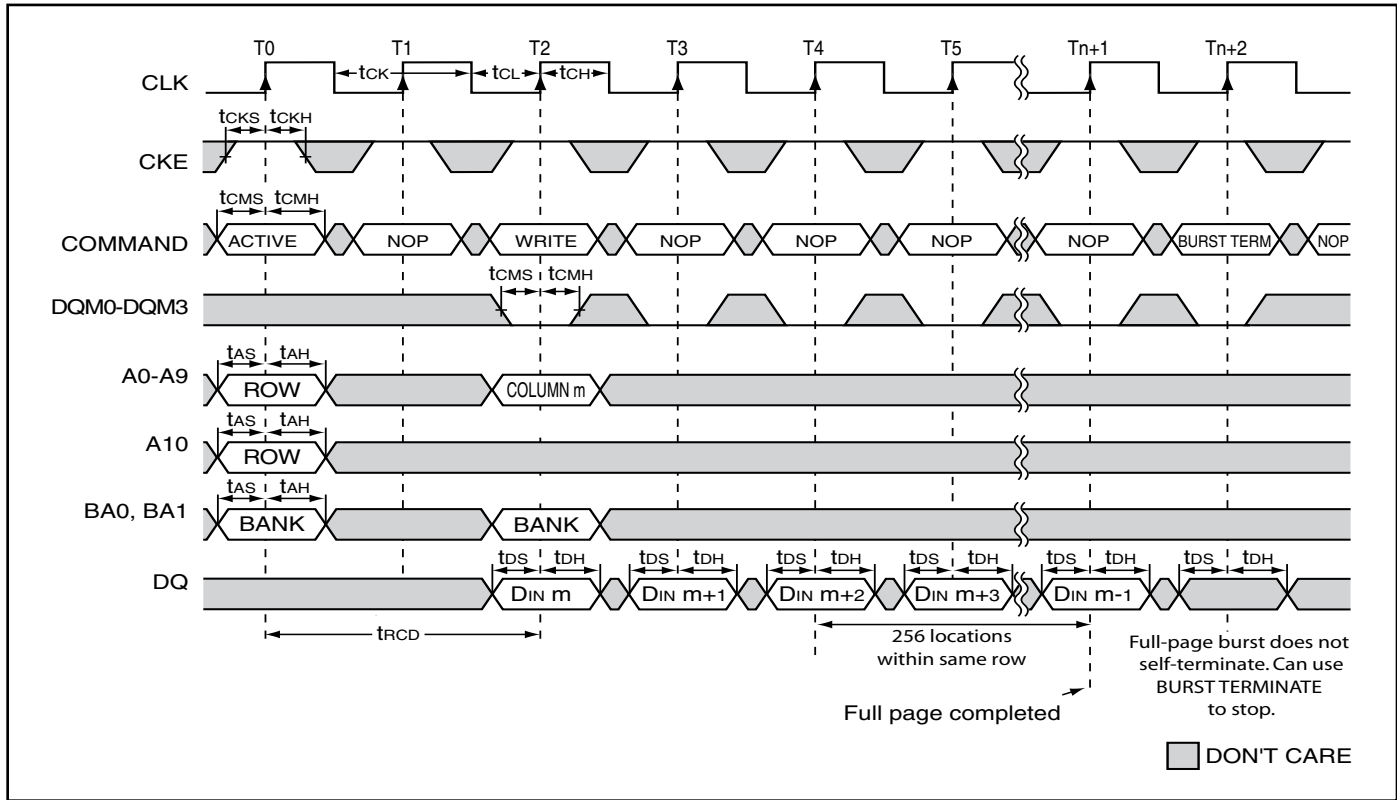 T0 T1 T2 T3 T4 T5 Tn+1 Tn+2
tCK tCL tCH
CLK
tCKS tCKH
CKE
tCMS tCMH
COMMAND ACTIVE NOP WRITE NOP NOP NOP NOP BURST TERM NOP
tCMS tCMH
DQM0-DQM3
tAS tAH
A0-A9 ROW COLUMN m
tAS tAH
A10 ROW
tAS tAH
BA0, BA1 BANK BANK
tDS tDH tDS tDH tDS tDH tDS tDH tDS tDH tDS tDH
DQ DIN m DIN m+1 DIN m+2 DIN m+3 DIN m-1
tRCD
256 locations
within same row
Full page completed
Full-page burst does not
self-terminate. Can use
BURST TERMINATE
to stop.
DON'T CARE